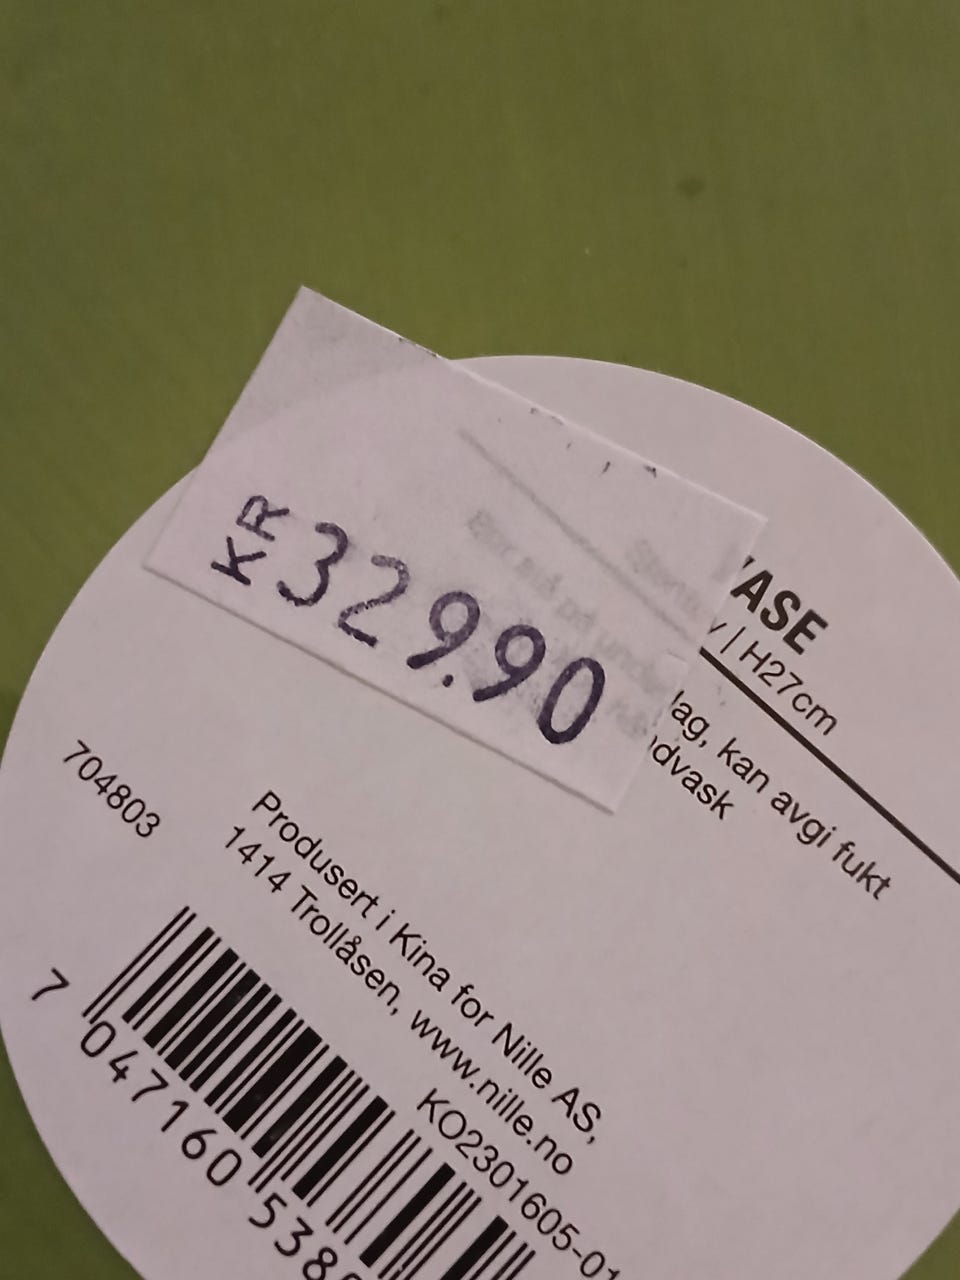 KR 329.90
VASE
| H27cm
lag, kan avgi fukt
704803
Produsert i Kina for Nille AS,
1414 Trollåsen, www.nille.no
KO2301605-01
7 047160 538